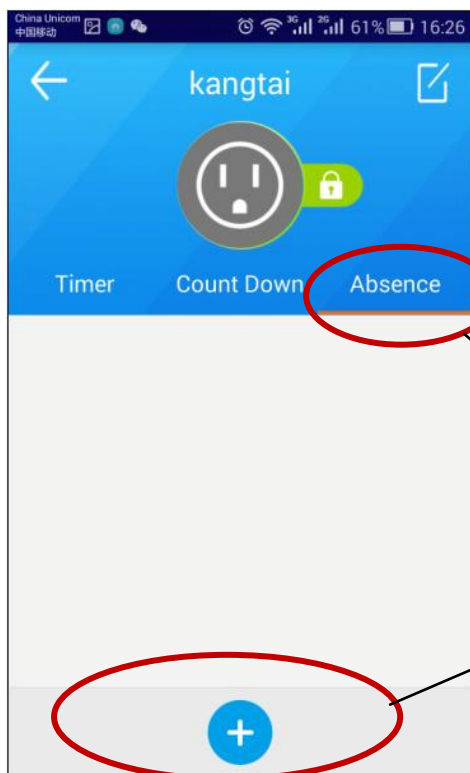 China Unicom
中国移动
3G 2G 61% 16:26
kangtai
Timer Count Down Absence